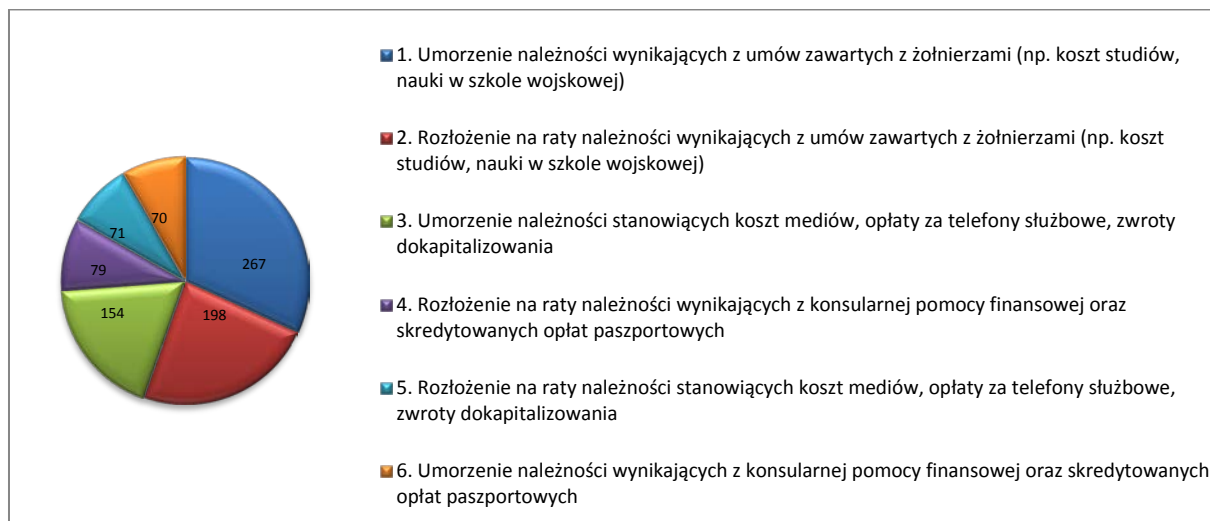 1. Umorzenie należności wynikających z umów zawartych z żołnierzami (np. koszt studiów,
nauki w szkole wojskowej)
2. Rozłożenie na raty należności wynikających z umów zawartych z żołnierzami (np. koszt
studiów, nauki w szkole wojskowej)
3. Umorzenie należności stanowiących koszt mediów, opłaty za telefony służbowe, zwroty
dokapitalizowania
4. Rozłożenie na raty należności wynikających z konsularnej pomocy finansowej oraz
skredytowanych opłat paszportowych
5. Rozłożenie na raty należności stanowiących koszt mediów, opłaty za telefony służbowe,
zwroty dokapitalizowania
6. Umorzenie należności wynikających z konsularnej pomocy finansowej oraz skredytowanych
opłat paszportowych
267
198
154
79
71
70